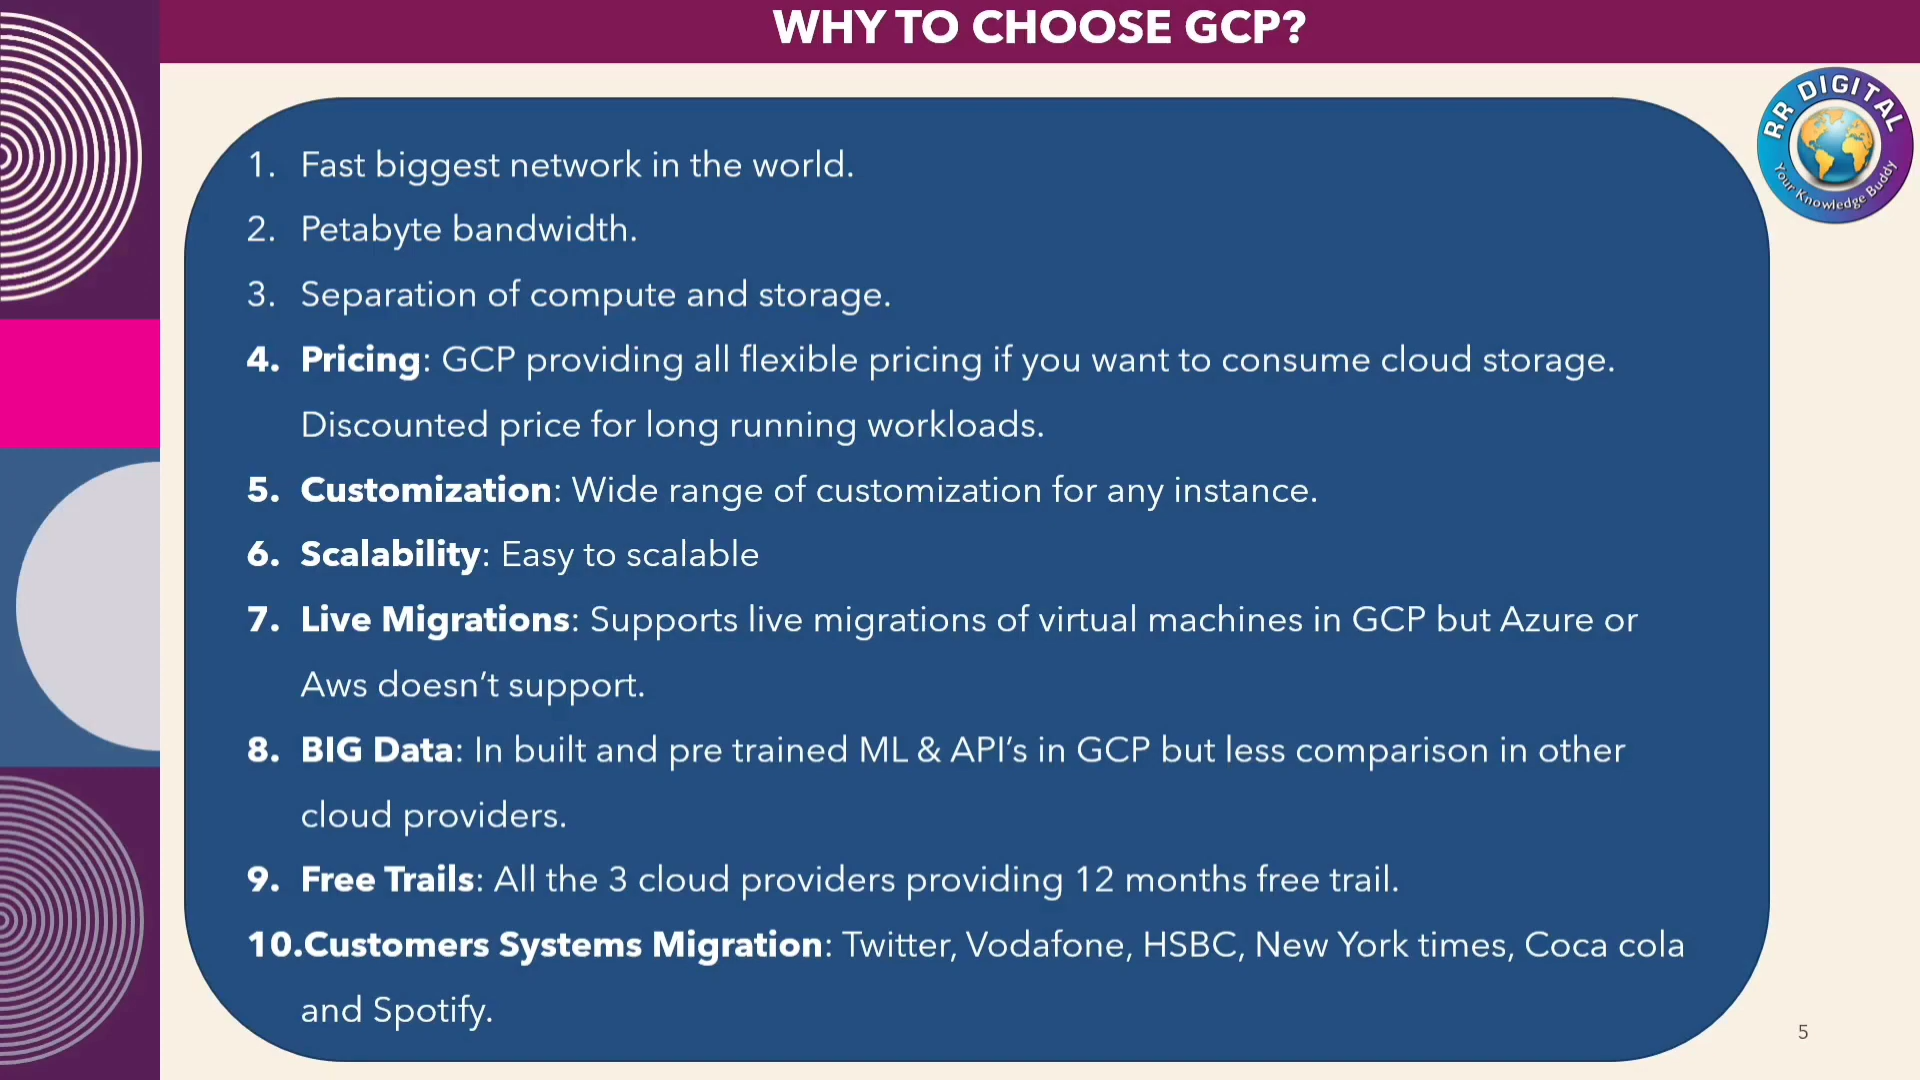 WHY TO CHOOSE GCP?
RR DIGITAL
Your Knowledge Buddy
1. Fast biggest network in the world.
2. Petabyte bandwidth.
3. Separation of compute and storage.
4. Pricing: GCP providing all flexible pricing if you want to consume cloud storage.
Discounted price for long running workloads.
5. Customization: Wide range of customization for any instance.
6. Scalability: Easy to scalable
7. Live Migrations: Supports live migrations of virtual machines in GCP but Azure or
Aws doesn’t support.
8. BIG Data: In built and pre trained ML & API’s in GCP but less comparison in other
cloud providers.
9. Free Trails: All the 3 cloud providers providing 12 months free trail.
10.Customers Systems Migration: Twitter, Vodafone, HSBC, New York times, Coca cola
and Spotify.
5